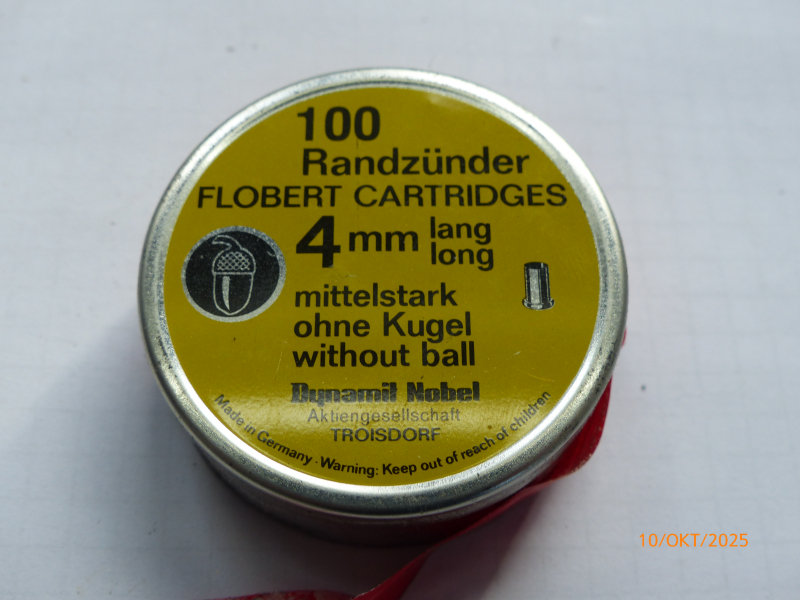 100
Randzünder
FLOBERT CARTRIDGES
4 mm lang
long
mittelstark
ohne Kugel
without ball
Dynamit Nobel
Aktiengesellschaft
TROISDORF
Made in Germany · Warning: Keep out of reach of children
10/OKT/2025